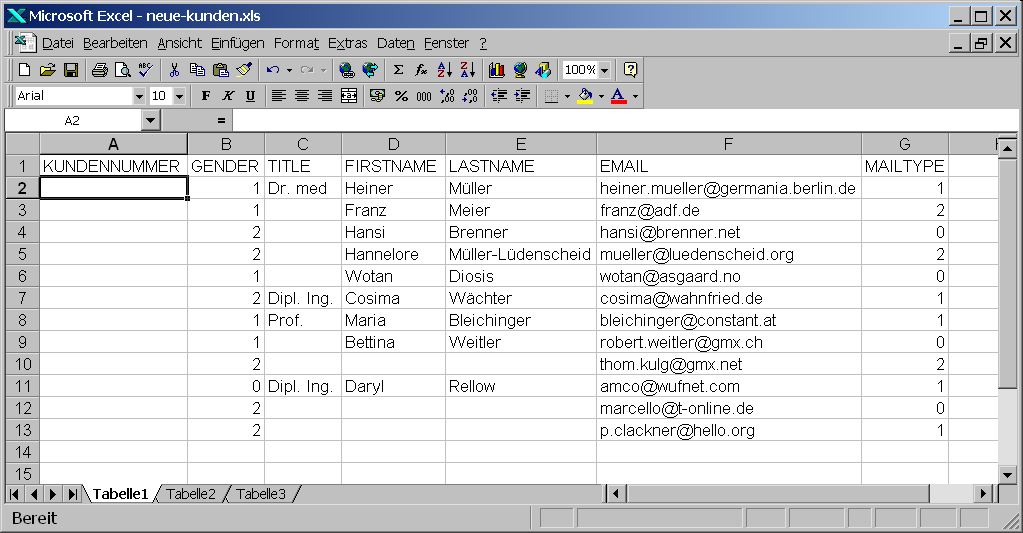 Microsoft Excel - neue-kunden.xls
Datei Bearbeiten Ansicht Einfügen Format Extras Daten Fenster ?
100%
Arial 10 F K U % 000
A2 =
A B C D E F G
1 KUNDENNUMMER GENDER TITLE FIRSTNAME LASTNAME EMAIL MAILTYPE
2 1 Dr. med Heiner Müller heiner.mueller@germania.berlin.de 1
3 1 Franz Meier franz@adf.de 2
4 2 Hansi Brenner hansi@brenner.net 0
5 2 Hannelore Müller-Lüdenscheid mueller@luedenscheid.org 2
6 1 Wotan Diosis wotan@asgaard.no 0
7 2 Dipl. Ing. Cosima Wächter cosima@wahnfried.de 1
8 1 Prof. Maria Bleichinger bleichinger@constant.at 1
9 1 Bettina Weitler robert.weitler@gmx.ch 0
10 2 thom.kulg@gmx.net 2
11 0 Dipl. Ing. Daryl Rellow amco@wufnet.com 1
12 2 marcello@t-online.de 0
13 2 p.clackner@hello.org 1
14
15
Tabelle1 Tabelle2 Tabelle3
Bereit